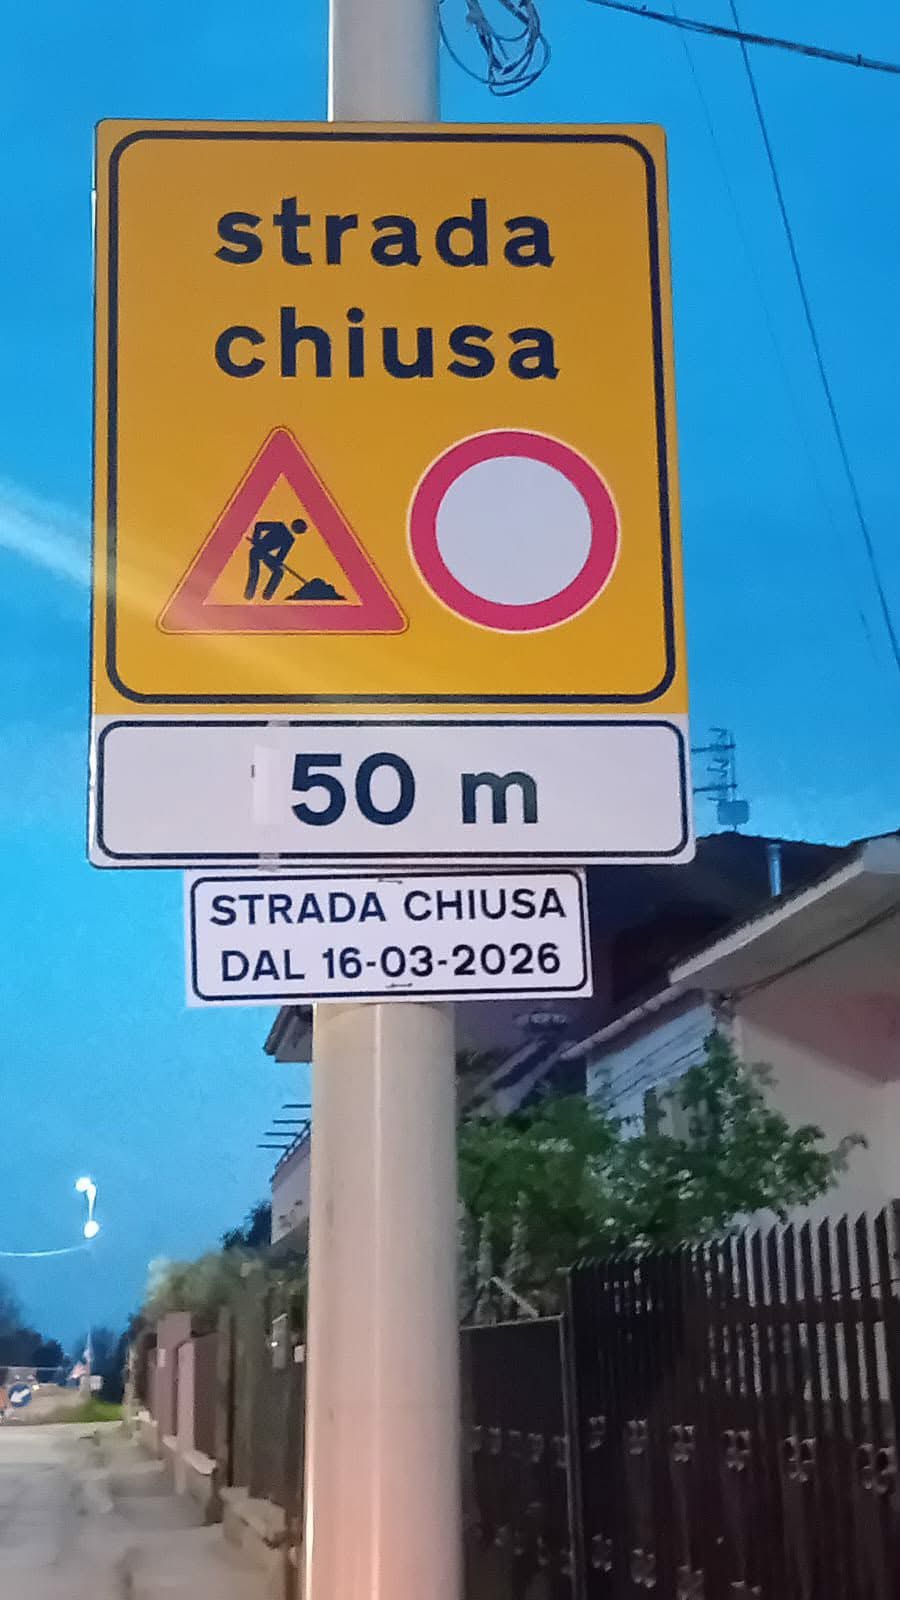 strada
chiusa
50 m
STRADA CHIUSA
DAL 16-03-2026